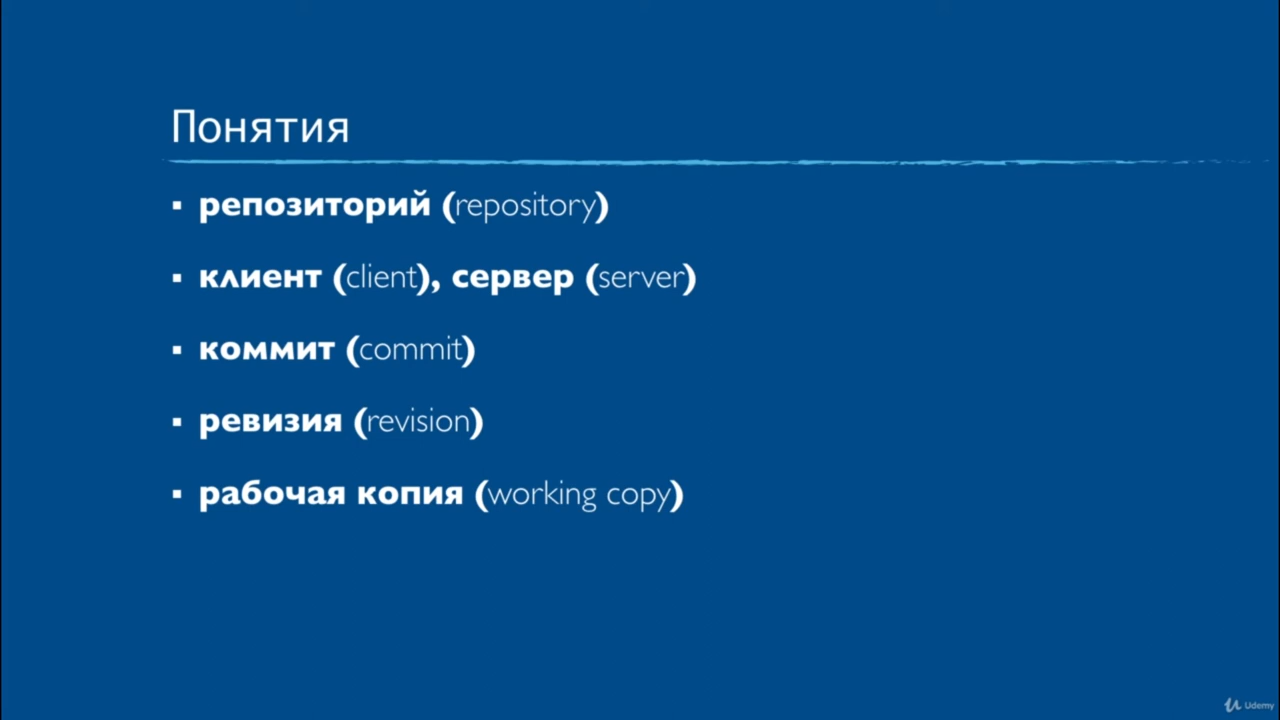 Понятия
▪ репозиторий (repository)
▪ клиент (client), сервер (server)
▪ коммит (commit)
▪ ревизия (revision)
▪ рабочая копия (working copy)
Udemy